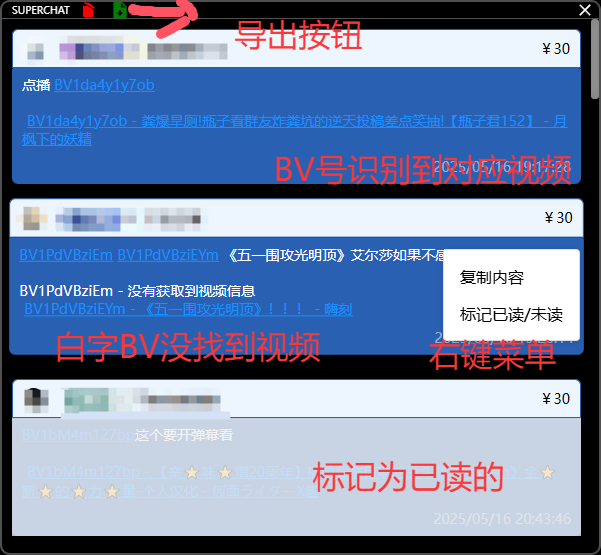 SUPERCHAT
导出按钮
¥ 30
点播 BV1da4y1y7ob
BV1da4y1y7ob - 粪爆旱厕!瓶子看群友炸粪坑的逆天投稿差点笑抽!【瓶子君152】 - 月
枫下的妖精
2025/05/16 19:17:28
BV号识别到对应视频
¥ 30
BV1PdVBziEm BV1PdVBziEYm 《五一围攻光明顶》艾尔莎如果不
BV1PdVBziEm - 没有获取到视频信息
BV1PdVBziEYm - 《五一围攻光明顶》！！！ - 嗨刻
复制内容
标记已读/未读
白字BV没找到视频
右键菜单
¥ 30
这个要开弹幕看
标记为已读的
2025/05/16 20:43:46